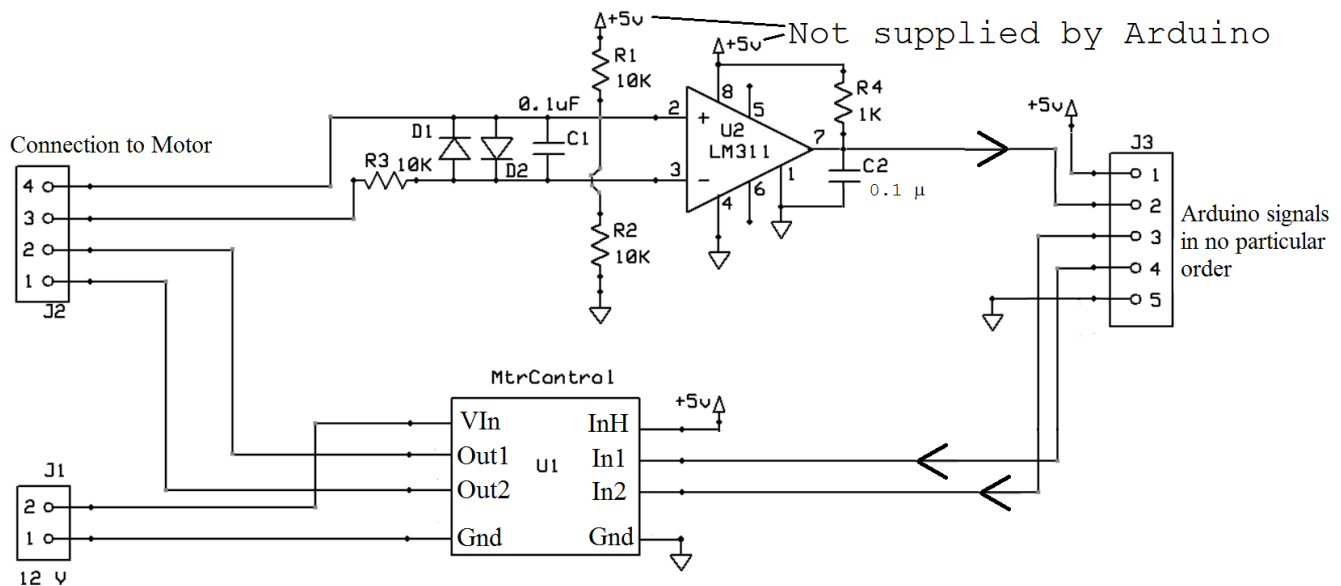 +5v
Not supplied by Arduino
+5v
R1
10K
R4
1K
0.1uF
8
5
+5v
2
+
U2
7
D1
C1
LM311
J3
Connection to Motor
R3
10K
D2
3
-
1
C2
1
4
6
4
0.1 µ
2
Arduino signals
in no particular
order
3
R2
3
2
10K
4
1
5
J2
MtrControl
+5v
VIn
InH
Out1
U1
In1
J1
Out2
In2
2
1
Gnd
Gnd
12 V